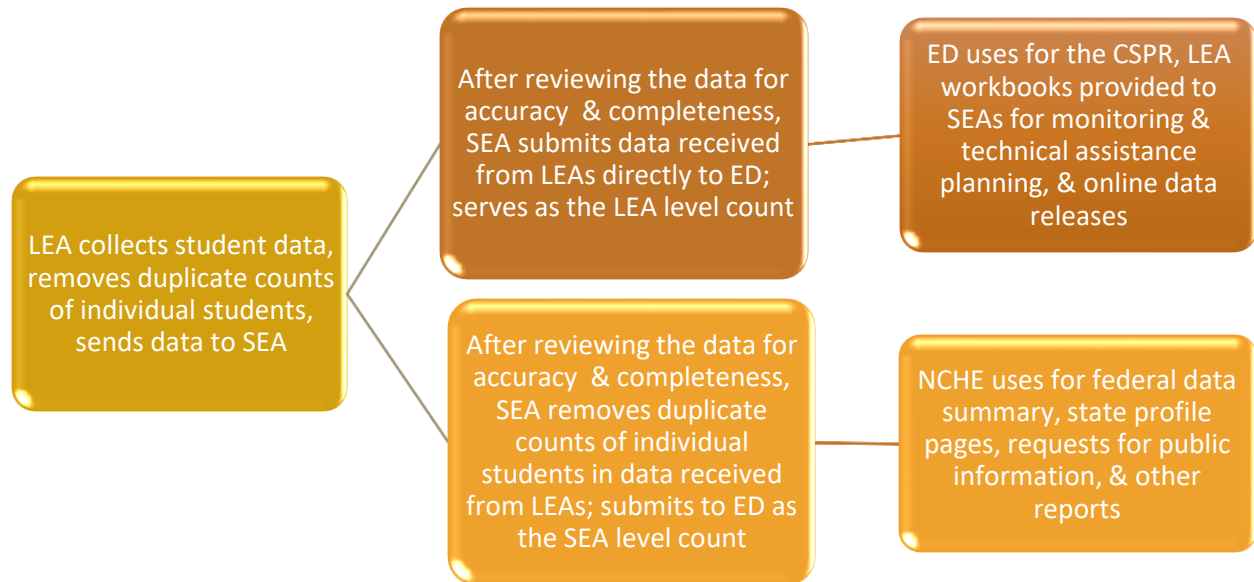 LEA collects student data,
removes duplicate counts
of individual students,
sends data to SEA
After reviewing the data for
accuracy & completeness,
SEA submits data received
from LEAs directly to ED;
serves as the LEA level count
ED uses for the CSPR, LEA
workbooks provided to
SEAs for monitoring &
technical assistance
planning, & online data
releases
After reviewing the data for
accuracy & completeness,
SEA removes duplicate
counts of individual
students in data received
from LEAs; submits to ED as
the SEA level count
NCHE uses for federal data
summary, state profile
pages, requests for public
information, & other
reports